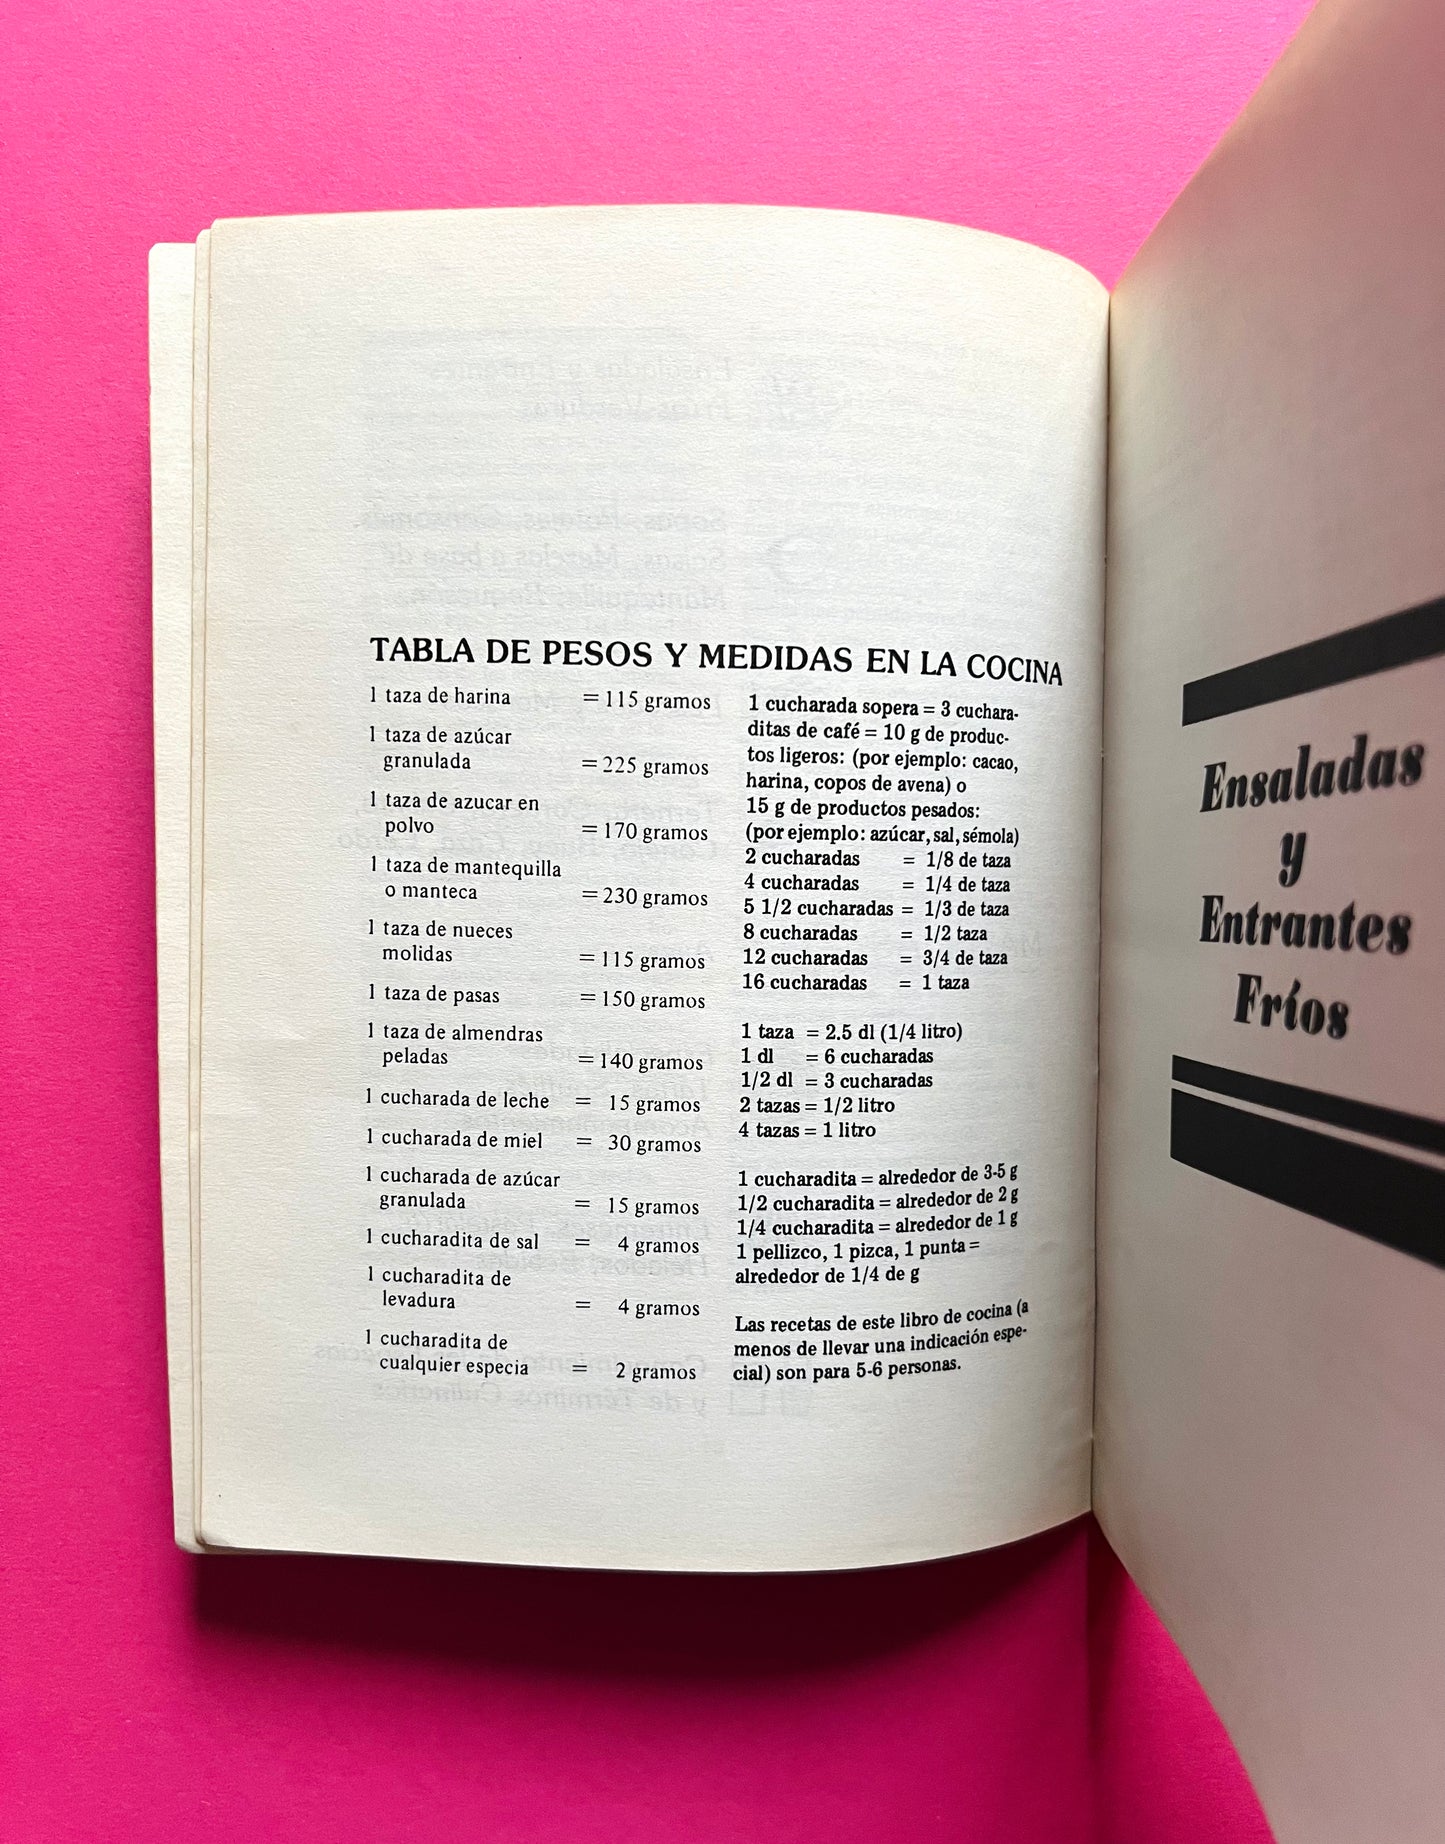 TABLA DE PESOS Y MEDIDAS EN LA COCINA
1 taza de harina = 115 gramos
1 taza de azúcar
granulada = 225 gramos
1 taza de azucar en
polvo = 170 gramos
1 taza de mantequilla
o manteca = 230 gramos
1 taza de nueces
molidas = 115 gramos
1 taza de pasas = 150 gramos
1 taza de almendras
peladas = 140 gramos
1 cucharada de leche = 15 gramos
1 cucharada de miel = 30 gramos
1 cucharada de azúcar
granulada = 15 gramos
1 cucharadita de sal = 4 gramos
1 cucharadita de
levadura = 4 gramos
1 cucharadita de
cualquier especia = 2 gramos
1 cucharada sopera = 3 cuchara-
ditas de café = 10 g de produc-
tos ligeros: (por ejemplo: cacao,
harina, copos de avena) o
15 g de productos pesados:
(por ejemplo: azúcar, sal, sémola)
2 cucharadas = 1/8 de taza
4 cucharadas = 1/4 de taza
5 1/2 cucharadas = 1/3 de taza
8 cucharadas = 1/2 taza
12 cucharadas = 3/4 de taza
16 cucharadas = 1 taza
1 taza = 2.5 dl (1/4 litro)
1 dl = 6 cucharadas
1/2 dl = 3 cucharadas
2 tazas = 1/2 litro
4 tazas = 1 litro
1 cucharadita = alrededor de 3-5 g
1/2 cucharadita = alrededor de 2 g
1/4 cucharadita = alrededor de 1 g
1 pellizco, 1 pizca, 1 punta =
alrededor de 1/4 de g
Las recetas de este libro de cocina (a
menos de llevar una indicación espe-
cial) son para 5-6 personas.
Ensaladas
y
Entrantes
Fríos